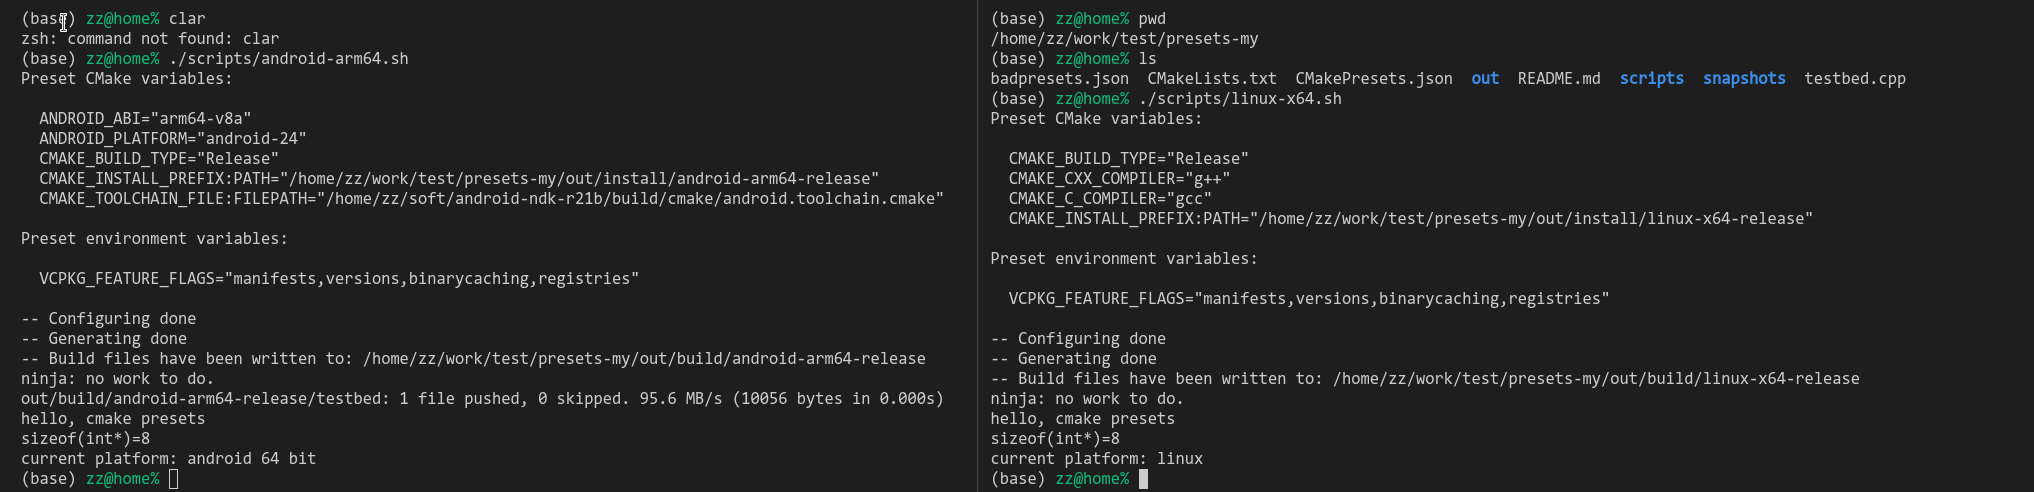 (base) zz@home% clar
zsh: command not found: clar
(base) zz@home% ./scripts/android-arm64.sh
Preset CMake variables:

  ANDROID_ABI="arm64-v8a"
  ANDROID_PLATFORM="android-24"
  CMAKE_BUILD_TYPE="Release"
  CMAKE_INSTALL_PREFIX:PATH="/home/zz/work/test/presets-my/out/install/android-arm64-release"
  CMAKE_TOOLCHAIN_FILE:FILEPATH="/home/zz/soft/android-ndk-r21b/build/cmake/android.toolchain.cmake"

Preset environment variables:

  VCPKG_FEATURE_FLAGS="manifests,versions,binarycaching,registries"

-- Configuring done
-- Generating done
-- Build files have been written to: /home/zz/work/test/presets-my/out/build/android-arm64-release
ninja: no work to do.
out/build/android-arm64-release/testbed: 1 file pushed, 0 skipped. 95.6 MB/s (10056 bytes in 0.000s)
hello, cmake presets
sizeof(int*)=8
current platform: android 64 bit
(base) zz@home%
(base) zz@home% pwd
/home/zz/work/test/presets-my
(base) zz@home% ls
badpresets.json  CMakeLists.txt  CMakePresets.json  out  README.md  scripts  snapshots  testbed.cpp
(base) zz@home% ./scripts/linux-x64.sh
Preset CMake variables:

  CMAKE_BUILD_TYPE="Release"
  CMAKE_CXX_COMPILER="g++"
  CMAKE_C_COMPILER="gcc"
  CMAKE_INSTALL_PREFIX:PATH="/home/zz/work/test/presets-my/out/install/linux-x64-release"

Preset environment variables:

  VCPKG_FEATURE_FLAGS="manifests,versions,binarycaching,registries"

-- Configuring done
-- Generating done
-- Build files have been written to: /home/zz/work/test/presets-my/out/build/linux-x64-release
ninja: no work to do.
hello, cmake presets
sizeof(int*)=8
current platform: linux
(base) zz@home%